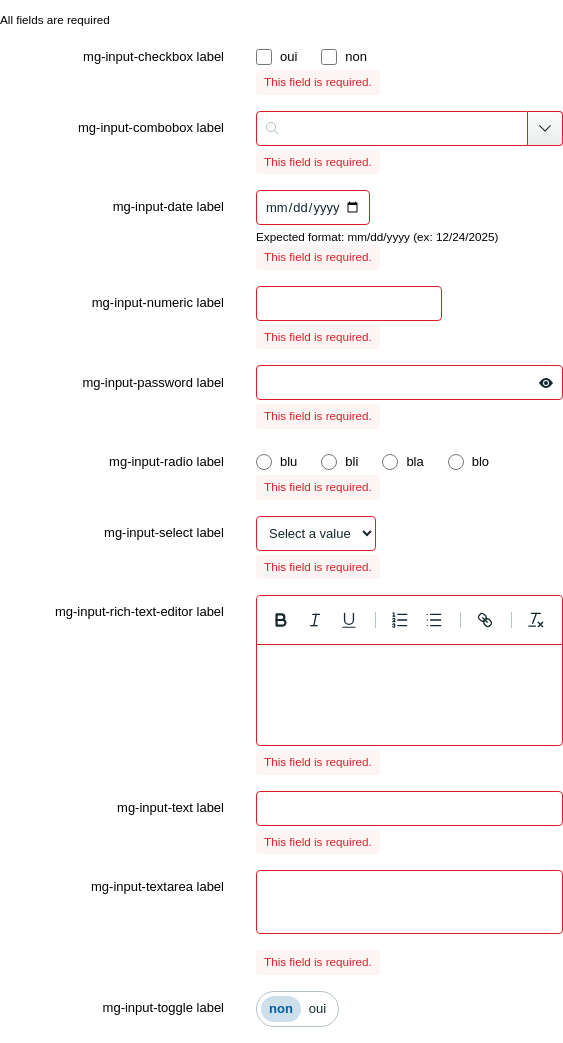 All fields are required
mg-input-checkbox label oui non
This field is required.
mg-input-combobox label
This field is required.
mg-input-date label mm/dd/yyyy
Expected format: mm/dd/yyyy (ex: 12/24/2025)
This field is required.
mg-input-numeric label
This field is required.
mg-input-password label
This field is required.
mg-input-radio label blu bli bla blo
This field is required.
mg-input-select label Select a value
This field is required.
mg-input-rich-text-editor label
This field is required.
mg-input-text label
This field is required.
mg-input-textarea label
This field is required.
mg-input-toggle label non oui